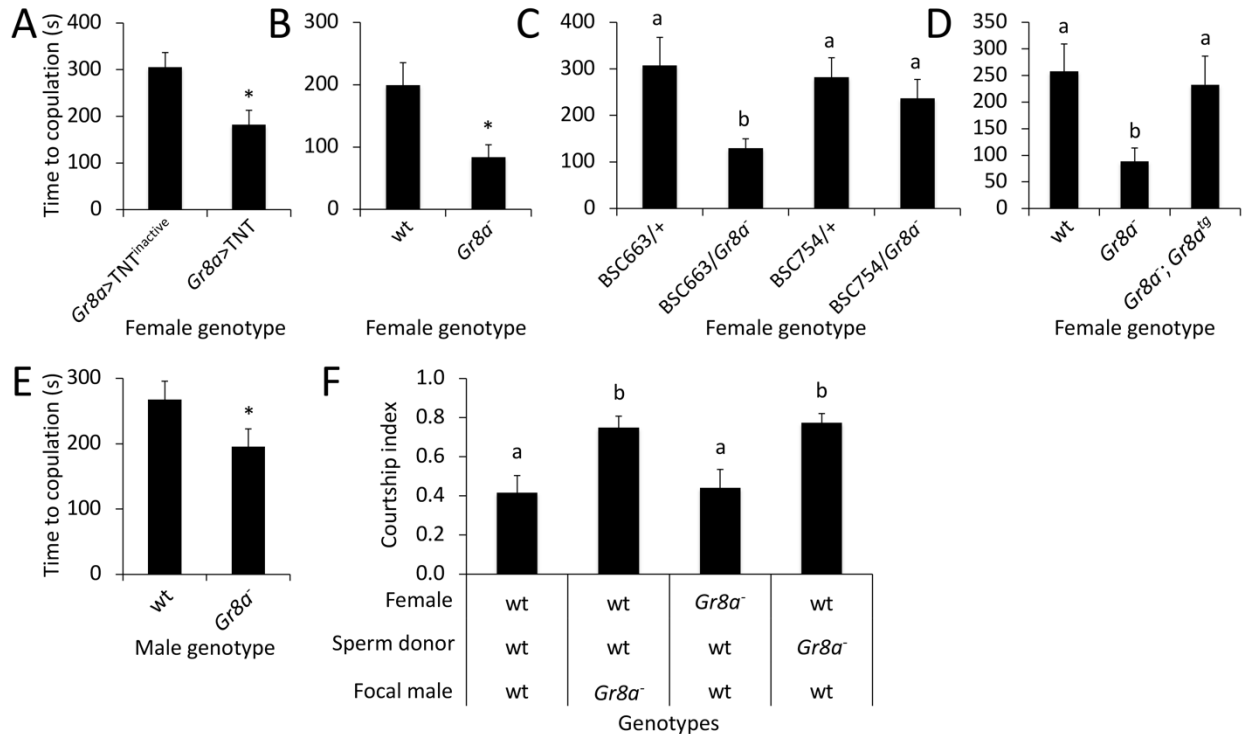 A
Time to copulation (s)
400
300
200
100
0
*
Gr8a>TNTinactive
Gr8a>TNT
Female genotype
B
300
200
100
0
*
wt
Gr8a-
Female genotype
C
400
300
200
100
0
a
b
a
a
BSC663/+
BSC663/Gr8a-
BSC754/+
BSC754/Gr8a-
Female genotype
D
350
300
250
200
150
100
50
0
a
b
a
wt
Gr8a-
Gr8a-; Gr8atg
Female genotype
E
Time to copulation (s)
300
200
100
0
*
wt
Gr8a-
Male genotype
F
Courtship index
1.0
0.8
0.6
0.4
0.2
0.0
a
b
a
b
Female wt wt Gr8a- wt
Sperm donor wt wt wt Gr8a-
Focal male wt Gr8a- wt wt
Genotypes